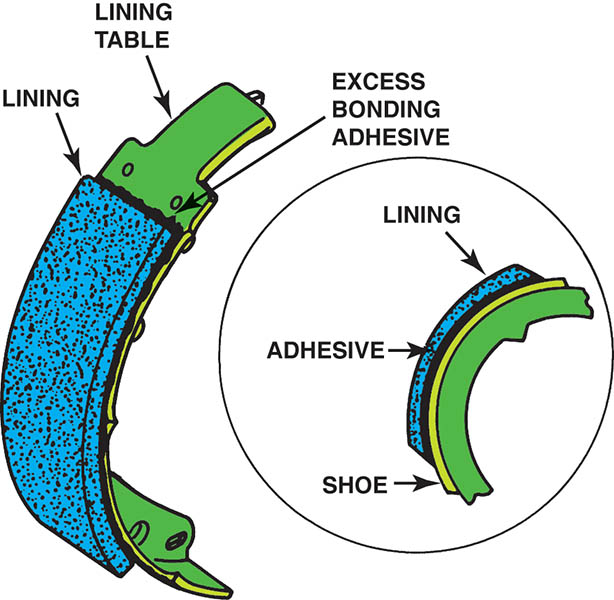 LINING
TABLE
LINING
EXCESS
BONDING
ADHESIVE
LINING
ADHESIVE
SHOE